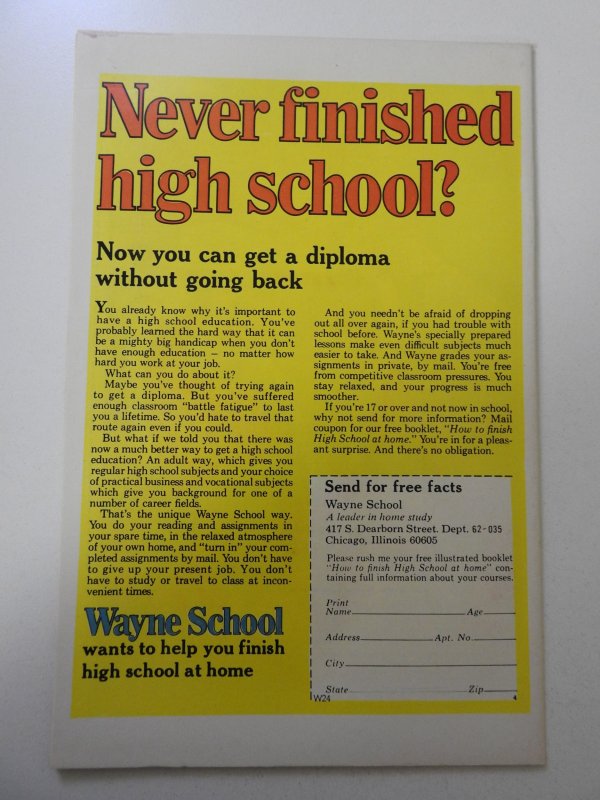 Never finished
high school?
Now you can get a diploma
without going back
You already know why it's important to
have a high school education. You've
probably learned the hard way that it can
be a mighty big handicap when you don't
have enough education – no matter how
hard you work at your job.
What can you do about it?
Maybe you've thought of trying again
to get a diploma. But you've suffered
enough classroom "battle fatigue" to last
you a lifetime. So you'd hate to travel that
route again even if you could.
But what if we told you that there was
now a much better way to get a high school
education? An adult way, which gives you
regular high school subjects and your choice
of practical business and vocational subjects
which give you background for one of a
number of career fields.
That's the unique Wayne School way.
You do your reading and assignments in
your spare time, in the relaxed atmosphere
of your own home, and "turn in" your com-
pleted assignments by mail. You don't have
to give up your present job. You don't
have to study or travel to class at incon-
venient times.
Wayne School
wants to help you finish
high school at home
And you needn't be afraid of dropping
out all over again, if you had trouble with
school before. Wayne's specially prepared
lessons make even difficult subjects much
easier to take. And Wayne grades your as-
signments in private, by mail. You're free
from competitive classroom pressures. You
stay relaxed, and your progress is much
smoother.
If you're 17 or over and not now in school,
why not send for more information? Mail
coupon for our free booklet, "How to finish
High School at home." You're in for a pleas-
ant surprise. And there's no obligation.
Send for free facts
Wayne School
A leader in home study
417 S. Dearborn Street. Dept. 62-035
Chicago, Illinois 60605
Please rush me your free illustrated booklet
"How to finish High School at home" con-
taining full information about your courses.
Print
Name Age
Address Apt. No.
City
State Zip
W24 4